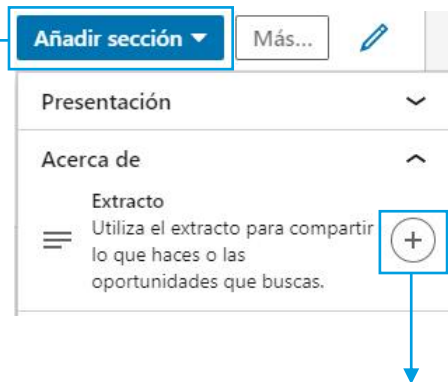 Añadir sección
Más...
Presentación
Acerca de
Extracto
Utiliza el extracto para compartir
lo que haces o las
oportunidades que buscas.